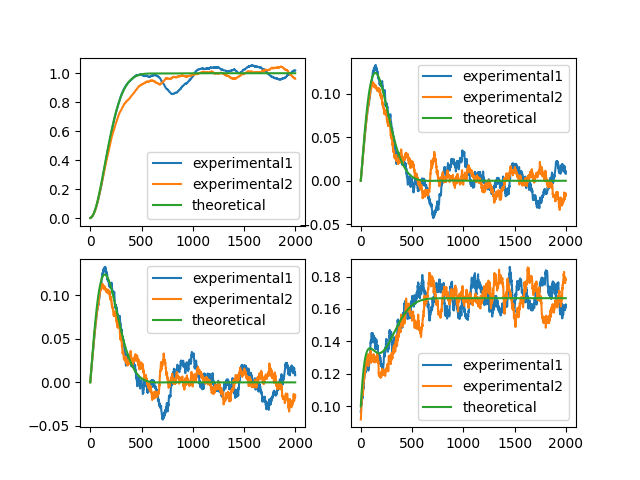 1.0
0.8
0.6
0.4
0.2
0.0
0 500 1000 1500 2000
experimental1
experimental2
theoretical
0.10
0.05
0.00
−0.05
0 500 1000 1500 2000
experimental1
experimental2
theoretical
0.10
0.05
0.00
−0.05
0 500 1000 1500 2000
experimental1
experimental2
theoretical
0.18
0.16
0.14
0.12
0.10
0 500 1000 1500 2000
experimental1
experimental2
theoretical